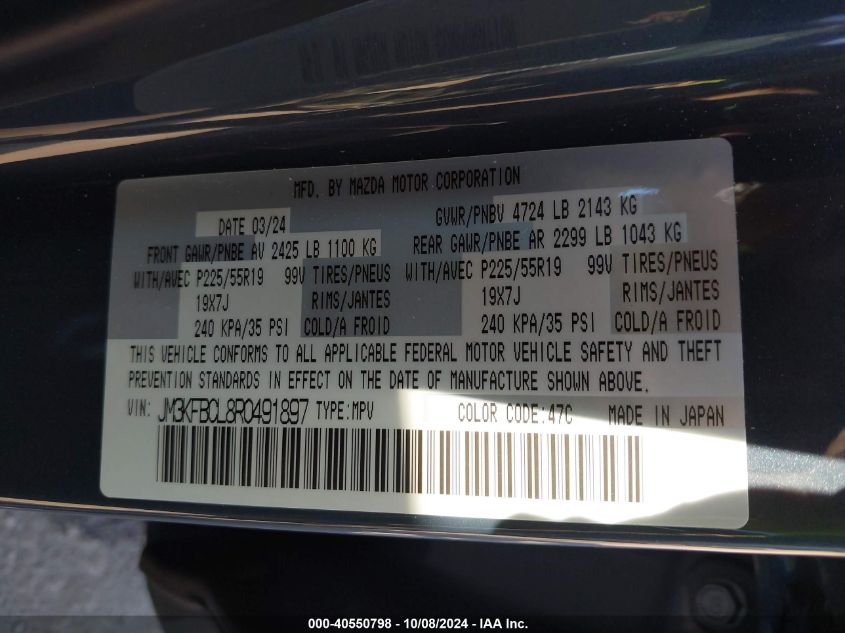 MFD. BY MAZDA MOTOR CORPORATION
DATE 03/24 GVWR/PNBV 4724 LB 2143 KG
FRONT GAWR/PNBE AV 2425 LB 1100 KG REAR GAWR/PNBE AR 2299 LB 1043 KG
WITH/AVEC P225/55R19 99V TIRES/PNEUS WITH/AVEC P225/55R19 99V TIRES/PNEUS
19X7J RIMS/JANTES 19X7J RIMS/JANTES
240 KPA/35 PSI COLD/A FROID 240 KPA/35 PSI COLD/A FROID
THIS VEHICLE CONFORMS TO ALL APPLICABLE FEDERAL MOTOR VEHICLE SAFETY AND THEFT
PREVENTION STANDARDS IN EFFECT ON THE DATE OF MANUFACTURE SHOWN ABOVE.
VIN: JM3KFBCL8R0491897 TYPE:MPV COLOR CODE:47C MADE IN JAPAN
000-40550798 - 10/08/2024 - IAA Inc.